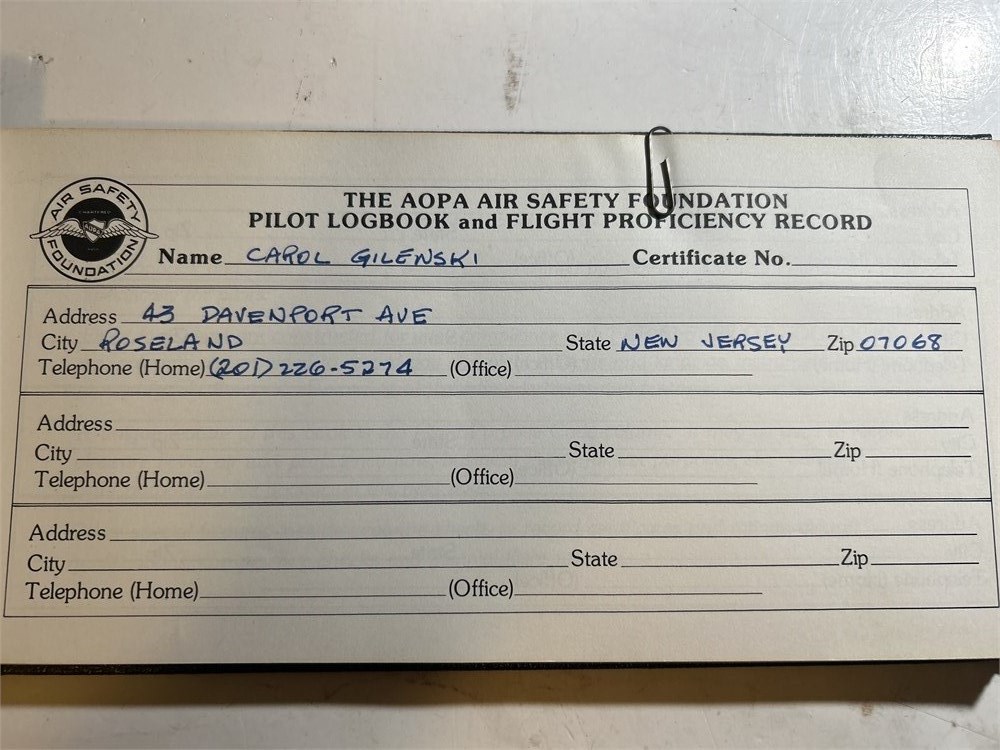 AIR SAFETY
CHARTERED
AOPA
FOUNDATION
THE AOPA AIR SAFETY FOUNDATION
PILOT LOGBOOK and FLIGHT PROFICIENCY RECORD
Name CAROL GILENSKI Certificate No.
Address 43 DAVENPORT AVE
City ROSELAND State NEW JERSEY Zip 07068
Telephone (Home) (201) 226-5274 (Office)
Address
City State Zip
Telephone (Home) (Office)
Address
City State Zip
Telephone (Home) (Office)